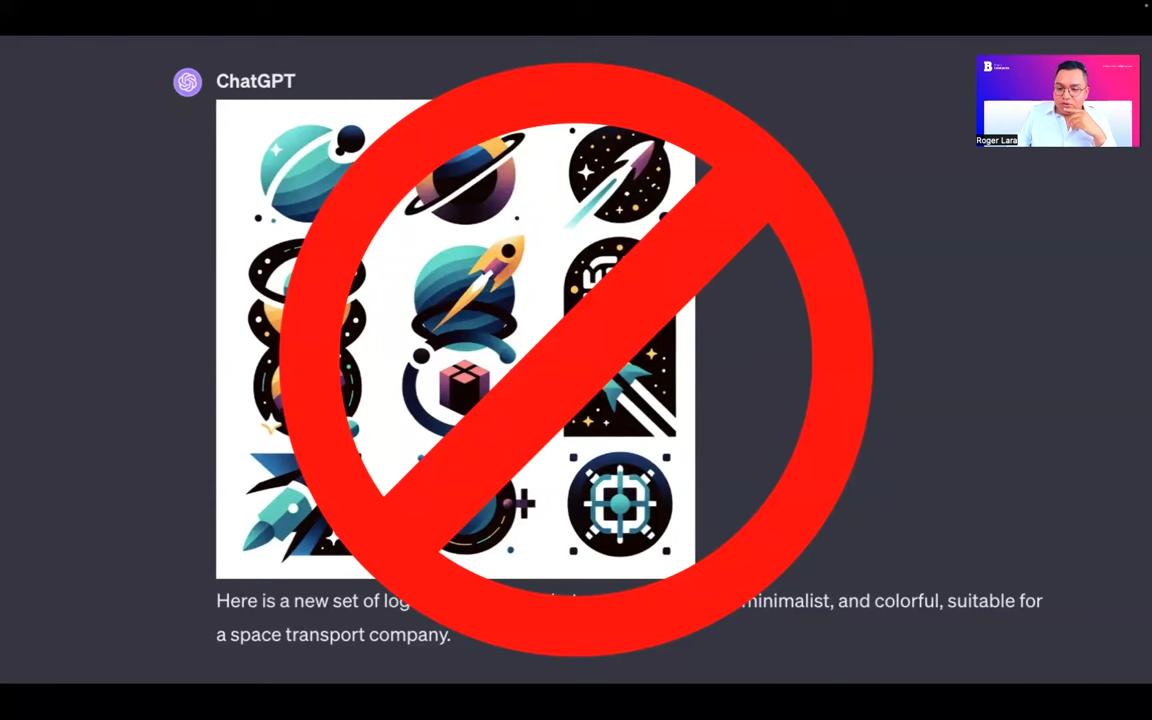 ChatGPT
Here is a new set of log minimalist, and colorful, suitable for
a space transport company.
B
Roger Lara